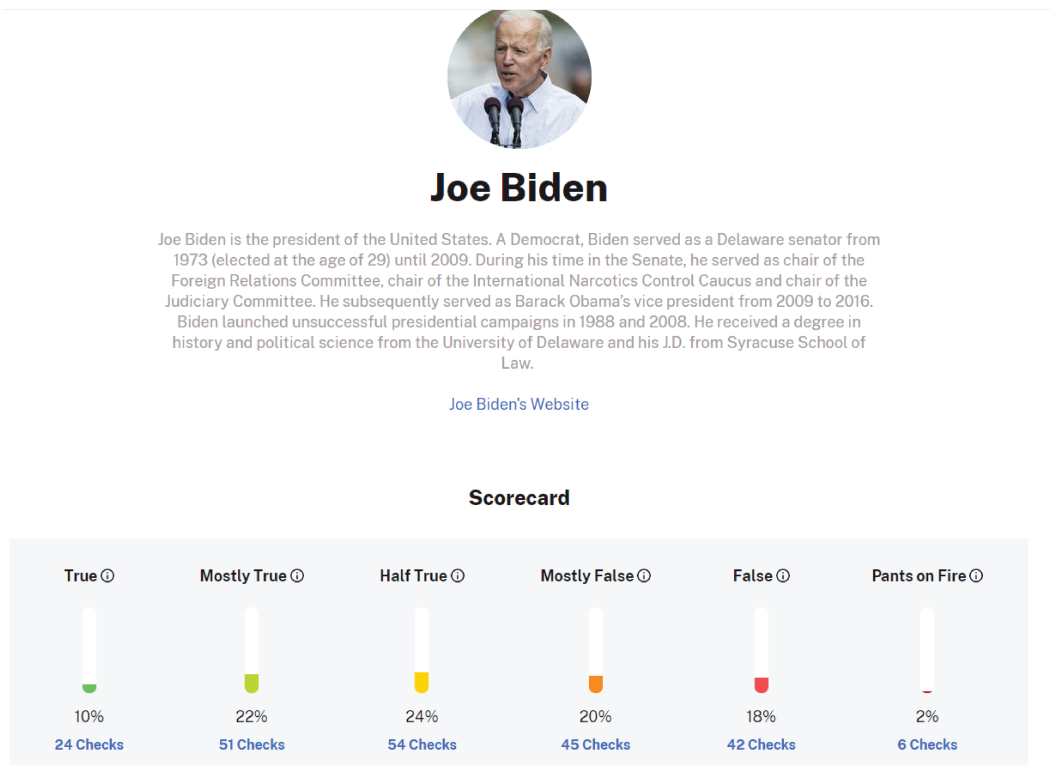 Joe Biden
Joe Biden is the president of the United States. A Democrat, Biden served as a Delaware senator from
1973 (elected at the age of 29) until 2009. During his time in the Senate, he served as chair of the
Foreign Relations Committee, chair of the International Narcotics Control Caucus and chair of the
Judiciary Committee. He subsequently served as Barack Obama's vice president from 2009 to 2016.
Biden launched unsuccessful presidential campaigns in 1988 and 2008. He received a degree in
history and political science from the University of Delaware and his J.D. from Syracuse School of
Law.
Joe Biden's Website
Scorecard
True Mostly True Half True Mostly False False Pants on Fire
10% 22% 24% 20% 18% 2%
24 Checks 51 Checks 54 Checks 45 Checks 42 Checks 6 Checks